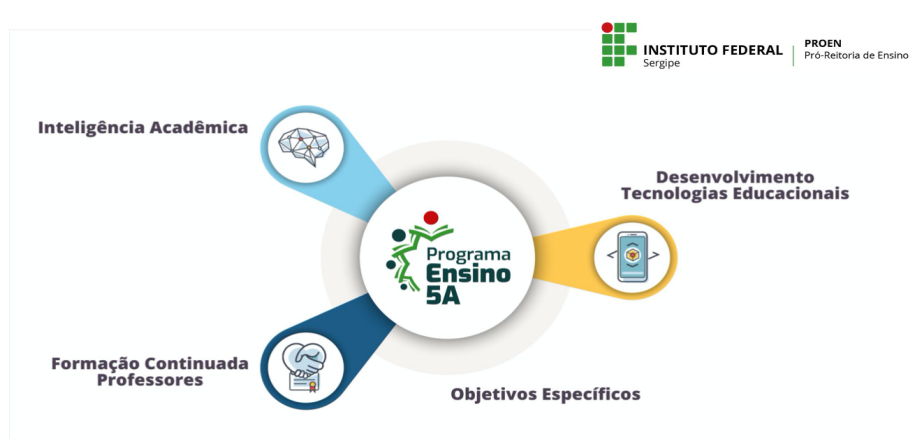 INSTITUTO FEDERAL
Sergipe
PROEN
Pró-Reitoria de Ensino
Inteligência Acadêmica
Desenvolvimento
Tecnologias Educacionais
Programa
Ensino
5A
Formação Continuada
Professores
Objetivos Específicos